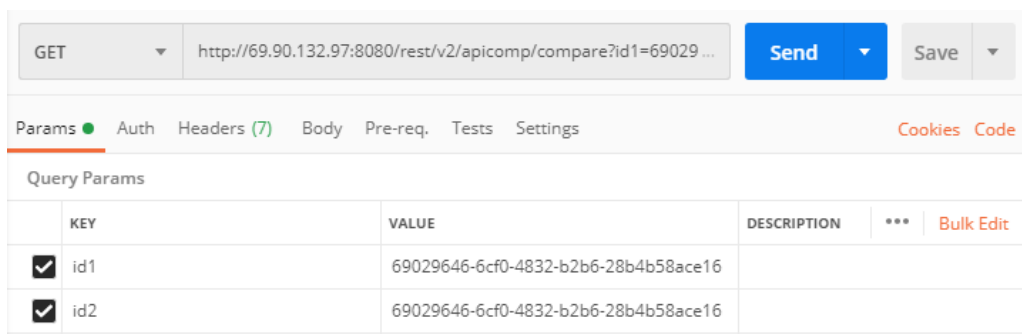 GET http://69.90.132.97:8080/rest/v2/apicomp/compare?id1=69029 ... Send Save
Params Auth Headers (7) Body Pre-req. Tests Settings Cookies Code
Query Params
KEY VALUE DESCRIPTION ••• Bulk Edit
id1 69029646-6cf0-4832-b2b6-28b4b58ace16
id2 69029646-6cf0-4832-b2b6-28b4b58ace16